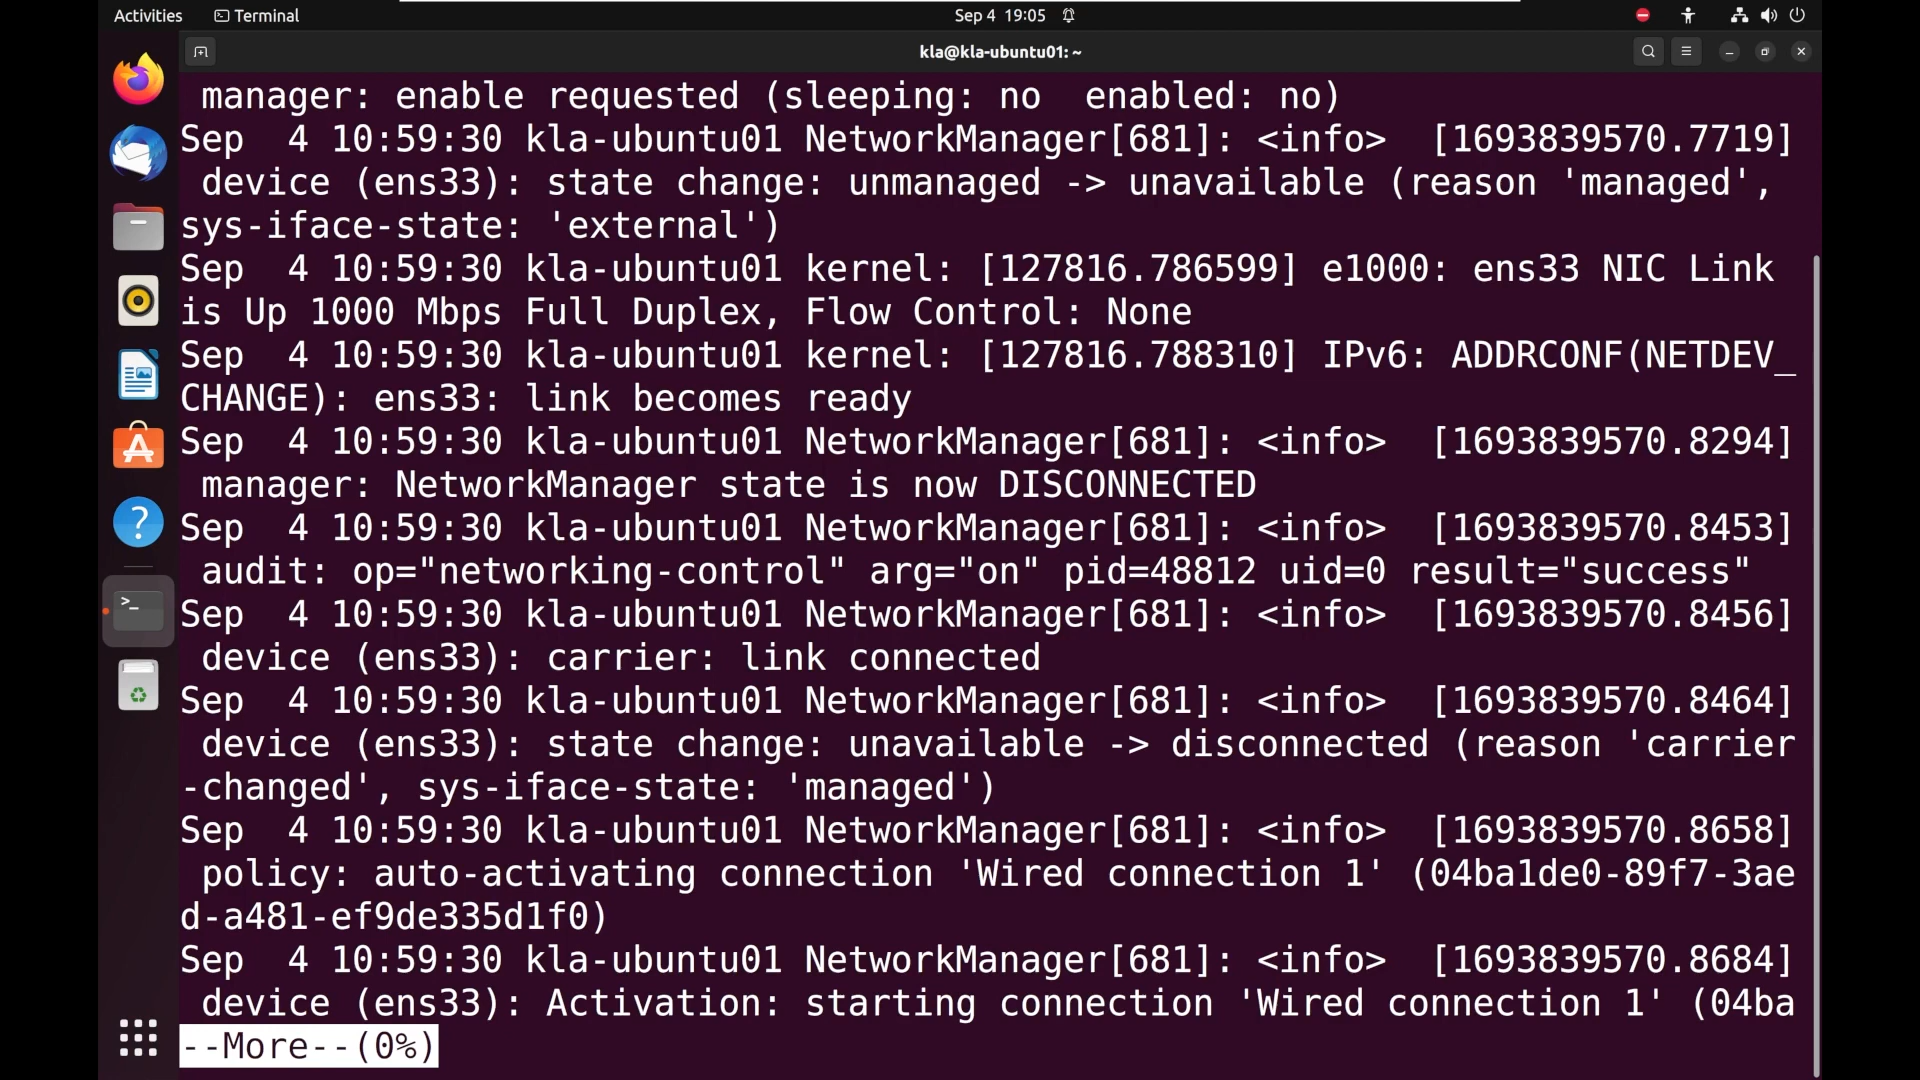 Activities Terminal Sep 4 19:05
kla@kla-ubuntu01: ~
manager: enable requested (sleeping: no  enabled: no)
Sep  4 10:59:30 kla-ubuntu01 NetworkManager[681]: <info>  [1693839570.7719]
device (ens33): state change: unmanaged -> unavailable (reason 'managed',
sys-iface-state: 'external')
Sep  4 10:59:30 kla-ubuntu01 kernel: [127816.786599] e1000: ens33 NIC Link
is Up 1000 Mbps Full Duplex, Flow Control: None
Sep  4 10:59:30 kla-ubuntu01 kernel: [127816.788310] IPv6: ADDRCONF(NETDEV_
CHANGE): ens33: link becomes ready
Sep  4 10:59:30 kla-ubuntu01 NetworkManager[681]: <info>  [1693839570.8294]
manager: NetworkManager state is now DISCONNECTED
Sep  4 10:59:30 kla-ubuntu01 NetworkManager[681]: <info>  [1693839570.8453]
audit: op="networking-control" arg="on" pid=48812 uid=0 result="success"
Sep  4 10:59:30 kla-ubuntu01 NetworkManager[681]: <info>  [1693839570.8456]
device (ens33): carrier: link connected
Sep  4 10:59:30 kla-ubuntu01 NetworkManager[681]: <info>  [1693839570.8464]
device (ens33): state change: unavailable -> disconnected (reason 'carrier
-changed', sys-iface-state: 'managed')
Sep  4 10:59:30 kla-ubuntu01 NetworkManager[681]: <info>  [1693839570.8658]
policy: auto-activating connection 'Wired connection 1' (04ba1de0-89f7-3ae
d-a481-ef9de335d1f0)
Sep  4 10:59:30 kla-ubuntu01 NetworkManager[681]: <info>  [1693839570.8684]
device (ens33): Activation: starting connection 'Wired connection 1' (04ba
--More--(0%)